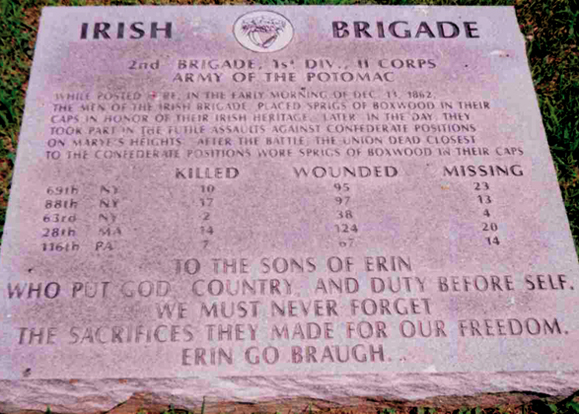 IRISH BRIGADE
2nd BRIGADE, 1st DIV., II CORPS
ARMY OF THE POTOMAC
WHILE POSTED HERE, IN THE EARLY MORNING OF DEC. 13, 1862,
THE MEN OF THE IRISH BRIGADE PLACED SPRIGS OF BOXWOOD IN THEIR
CAPS IN HONOR OF THEIR IRISH HERITAGE. LATER IN THE DAY, THEY
TOOK PART IN THE FUTILE ASSAULTS AGAINST CONFEDERATE POSITIONS
ON MARYE'S HEIGHTS. AFTER THE BATTLE, THE UNION DEAD CLOSEST
TO THE CONFEDERATE POSITIONS WORE SPRIGS OF BOXWOOD IN THEIR CAPS
KILLED WOUNDED MISSING
69th NY 10 95 23
88th NY 17 97 13
63rd NY 2 38 4
28th MA 14 124 20
116th PA 7 67 14
TO THE SONS OF ERIN
WHO PUT GOD, COUNTRY, AND DUTY BEFORE SELF.
WE MUST NEVER FORGET
THE SACRIFICES THEY MADE FOR OUR FREEDOM.
ERIN GO BRAUGH...